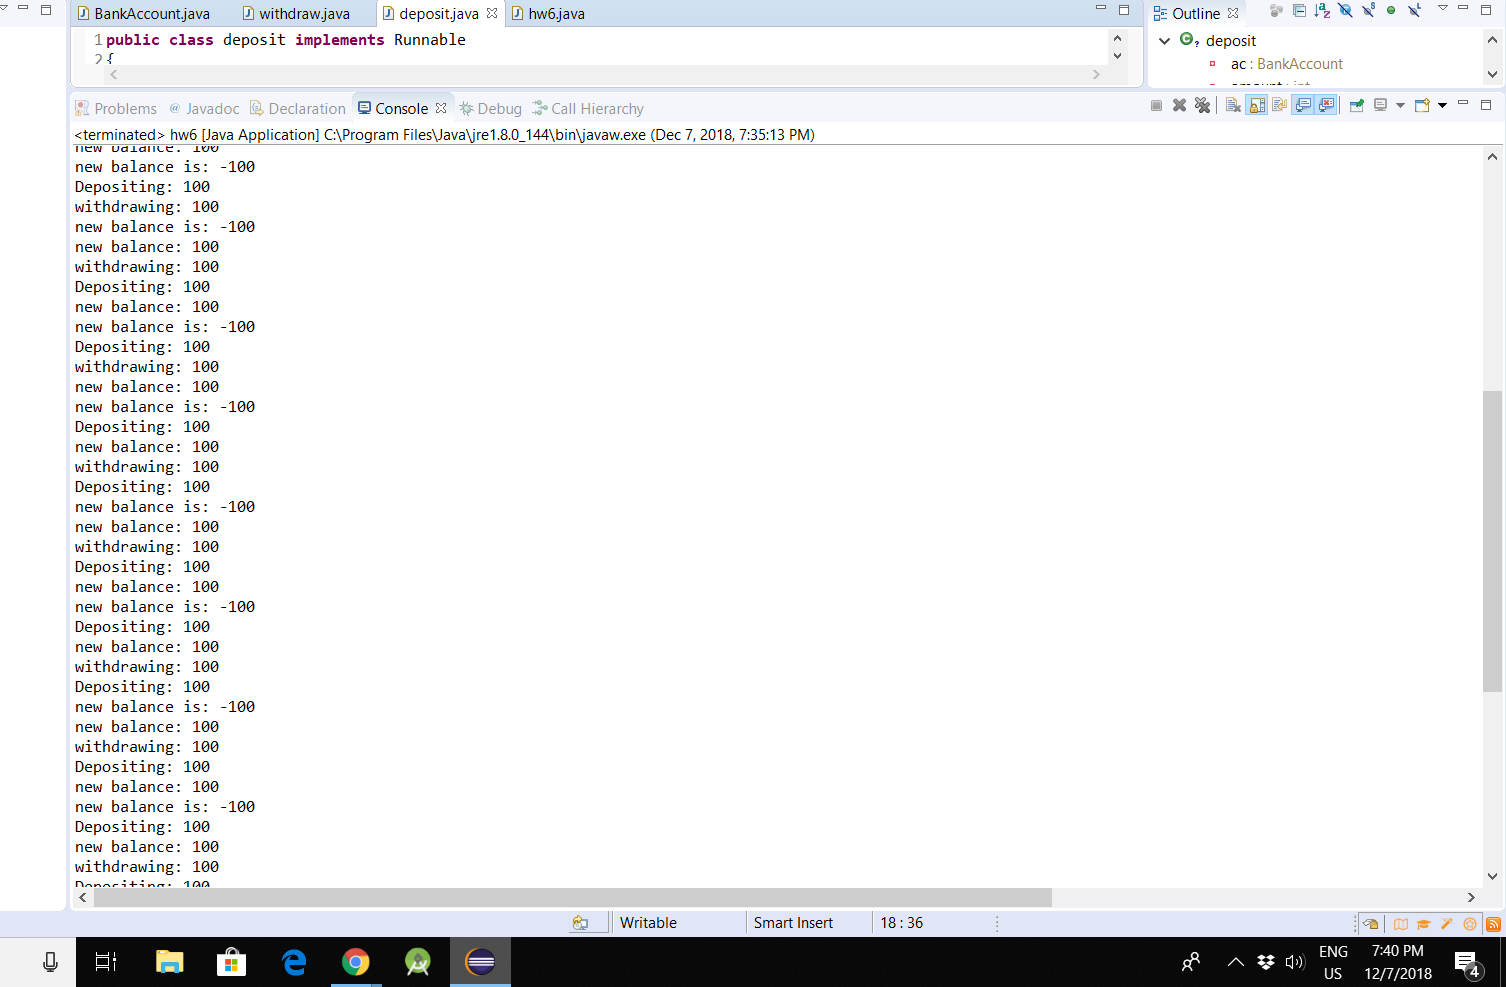 BankAccount.java withdraw.java deposit.java hw6.java
Outline
1 public class deposit implements Runnable
2 {
deposit
ac : BankAccount
amount : int
Problems @ Javadoc Declaration Console Debug Call Hierarchy
<terminated> hw6 [Java Application] C:\Program Files\Java\jre1.8.0_144\bin\javaw.exe (Dec 7, 2018, 7:35:13 PM)
new balance: 100
new balance is: -100
Depositing: 100
withdrawing: 100
new balance is: -100
new balance: 100
withdrawing: 100
Depositing: 100
new balance: 100
new balance is: -100
Depositing: 100
withdrawing: 100
new balance: 100
new balance is: -100
Depositing: 100
new balance: 100
withdrawing: 100
Depositing: 100
new balance is: -100
new balance: 100
withdrawing: 100
Depositing: 100
new balance: 100
new balance is: -100
Depositing: 100
new balance: 100
withdrawing: 100
Depositing: 100
new balance is: -100
new balance: 100
withdrawing: 100
Depositing: 100
new balance: 100
new balance is: -100
Depositing: 100
new balance: 100
withdrawing: 100
Depositing: 100
Writable Smart Insert 18 : 36
ENG 7:40 PM
US 12/7/2018 4